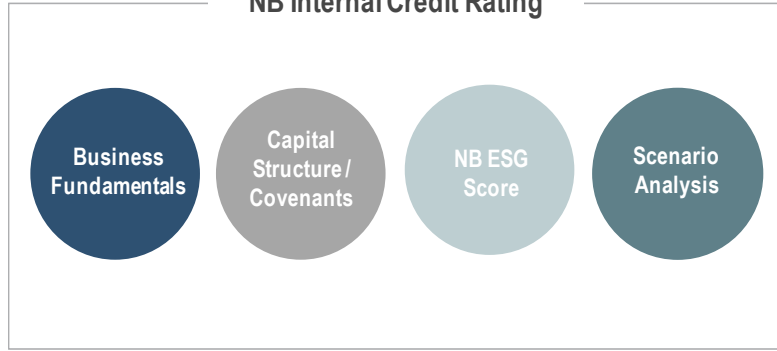 NB Internal Credit Rating
Business
Fundamentals
Capital
Structure /
Covenants
NB ESG
Score
Scenario
Analysis